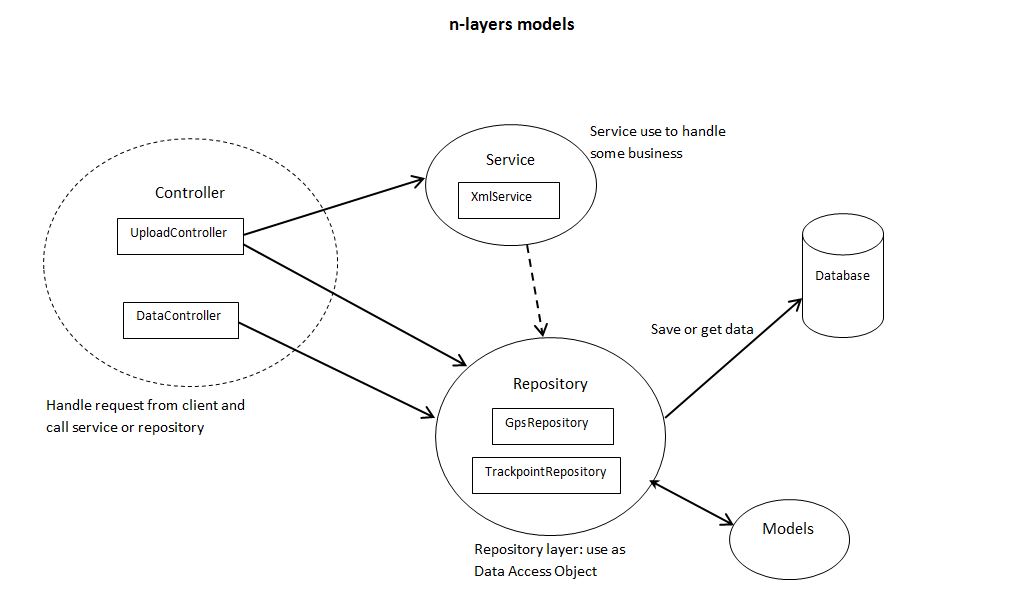 n-layers models
Service use to handle
some business
Service
XmlService
Controller
UploadController
DataController
Handle request from client and
call service or repository
Database
Save or get data
Repository
GpsRepository
TrackpointRepository
Repository layer: use as
Data Access Object
Models